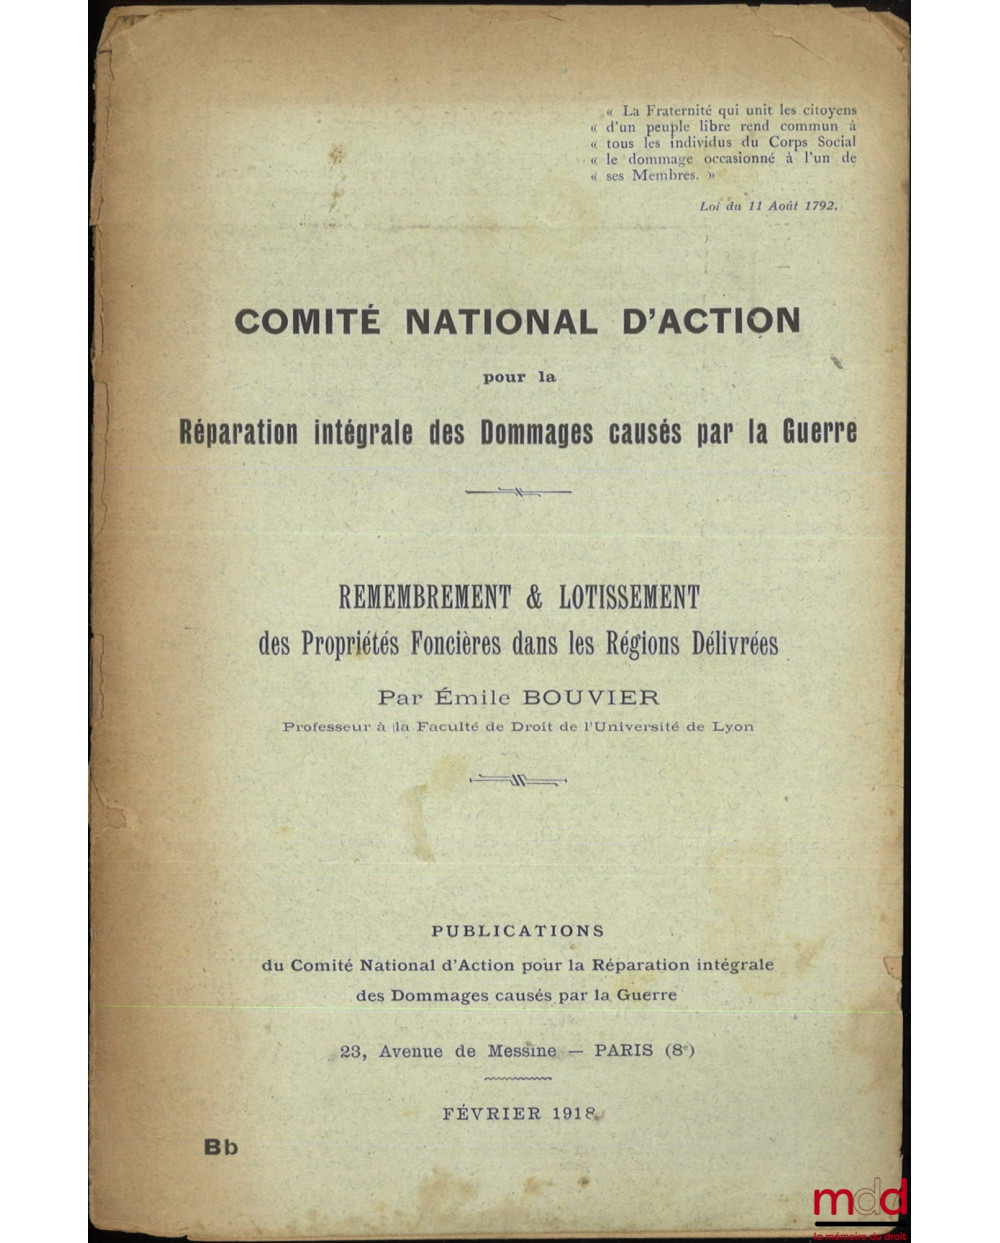 « La Fraternité qui unit les citoyens
« d'un peuple libre rend commun à
« tous les individus du Corps Social
« le dommage occasionné à l'un de
« ses Membres. »
Loi du 11 Août 1792.
COMITÉ NATIONAL D'ACTION
pour la
Réparation intégrale des Dommages causés par la Guerre
REMEMBREMENT & LOTISSEMENT
des Propriétés Foncières dans les Régions Délivrées
Par Émile BOUVIER
Professeur à la Faculté de Droit de l'Université de Lyon
PUBLICATIONS
du Comité National d'Action pour la Réparation intégrale
des Dommages causés par la Guerre
23, Avenue de Messine — PARIS (8e)
FÉVRIER 1918
Bb
mdd
la mémoire du droit